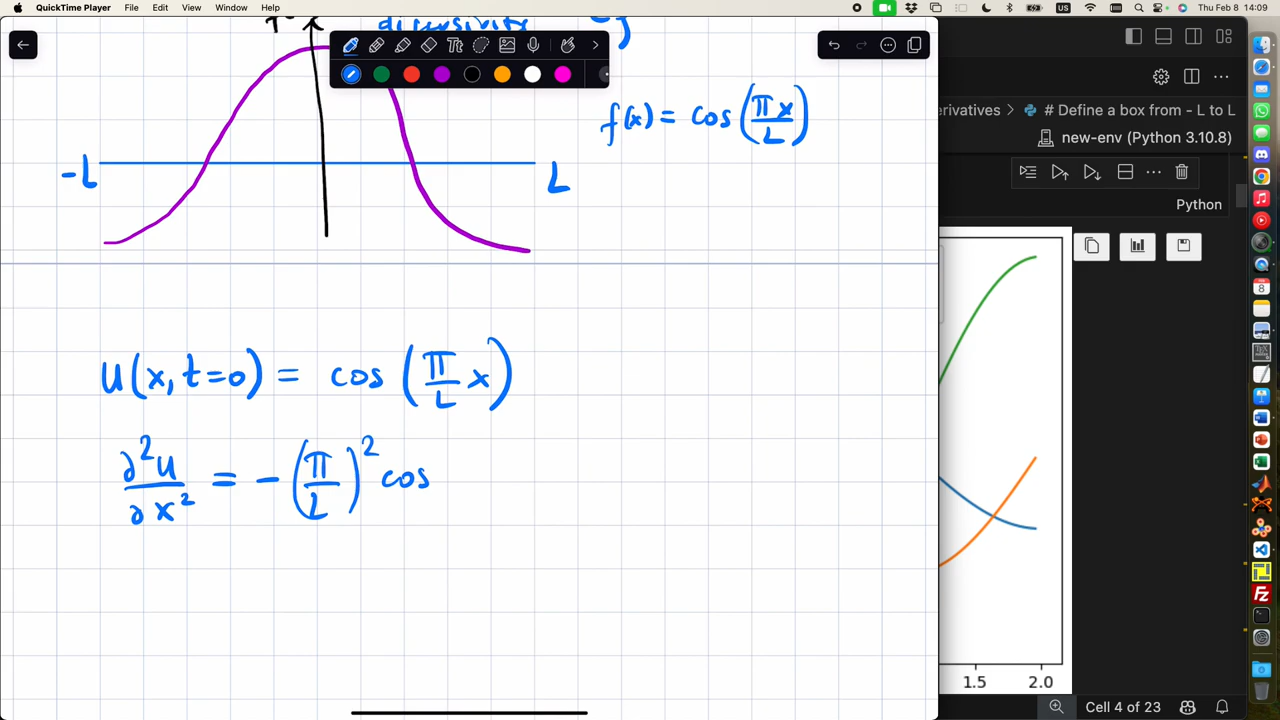 QuickTime Player File Edit View Window Help
Thu Feb 8 14:09
diffusivity
f(x) = cos(πx/L)
-L
L
u(x, t=0) = cos(π/L x)
∂²u/∂x² = -(π/L)² cos
erivatives > # Define a box from - L to L
new-env (Python 3.10.8)
Python
1.5 2.0
Cell 4 of 23